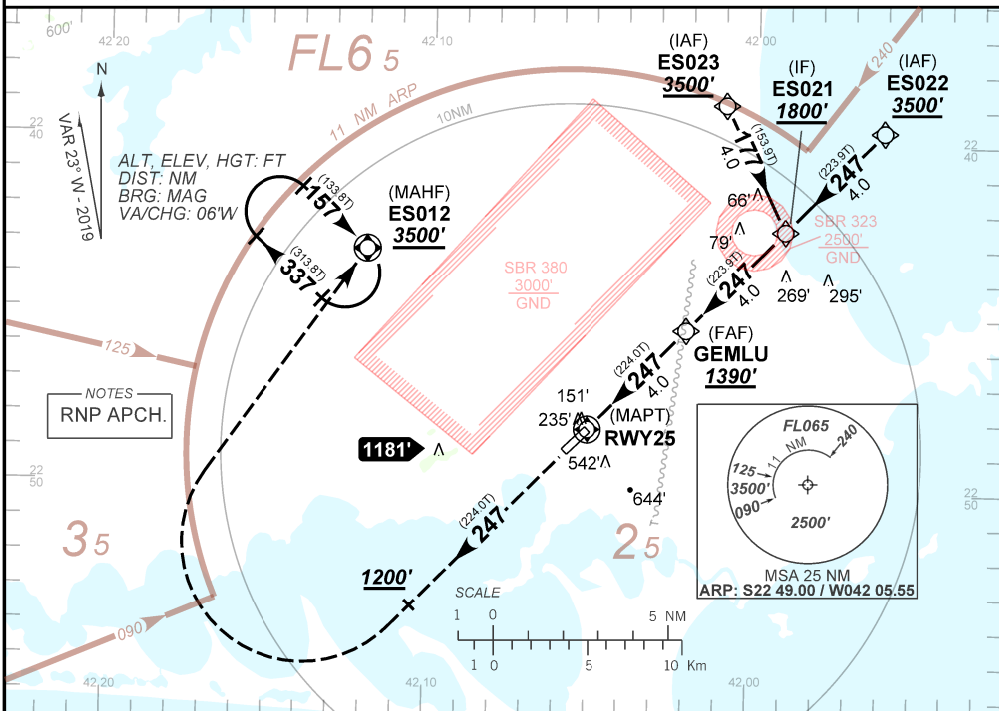 600'
42 20
42 10
42 00
FL6 5
N
VAR 23° W - 2019
22 40
ALT, ELEV, HGT: FT
DIST: NM
BRG: MAG
VA/CHG: 06'W
11 NM ARP
10NM
(IAF)
ES023
3500'
(IF)
ES021
1800'
(IAF)
ES022
3500'
240
22 40
(153.9T)
177
4.0
(223.9T)
247
4.0
(133.8T)
157
(MAHF)
ES012
3500'
(313.8T)
337
66'
79'
SBR 323
2500'
GND
SBR 380
3000'
GND
(223.9T)
247
4.0
269'
295'
125
(FAF)
GEMLU
1390'
(224.0T)
247
4.0
NOTES
RNP APCH.
151'
235'
(MAPT)
RWY25
1181'
542'
644'
22 50
22 50
FL065
11 NM
240
125
3500'
090
2500'
MSA 25 NM
ARP: S22 49.00 / W042 05.55
(224.0T)
247
3 5
2 5
1200'
SCALE
1 0 5 NM
1 0 5 10 Km
090
42 20
42 10
42 00